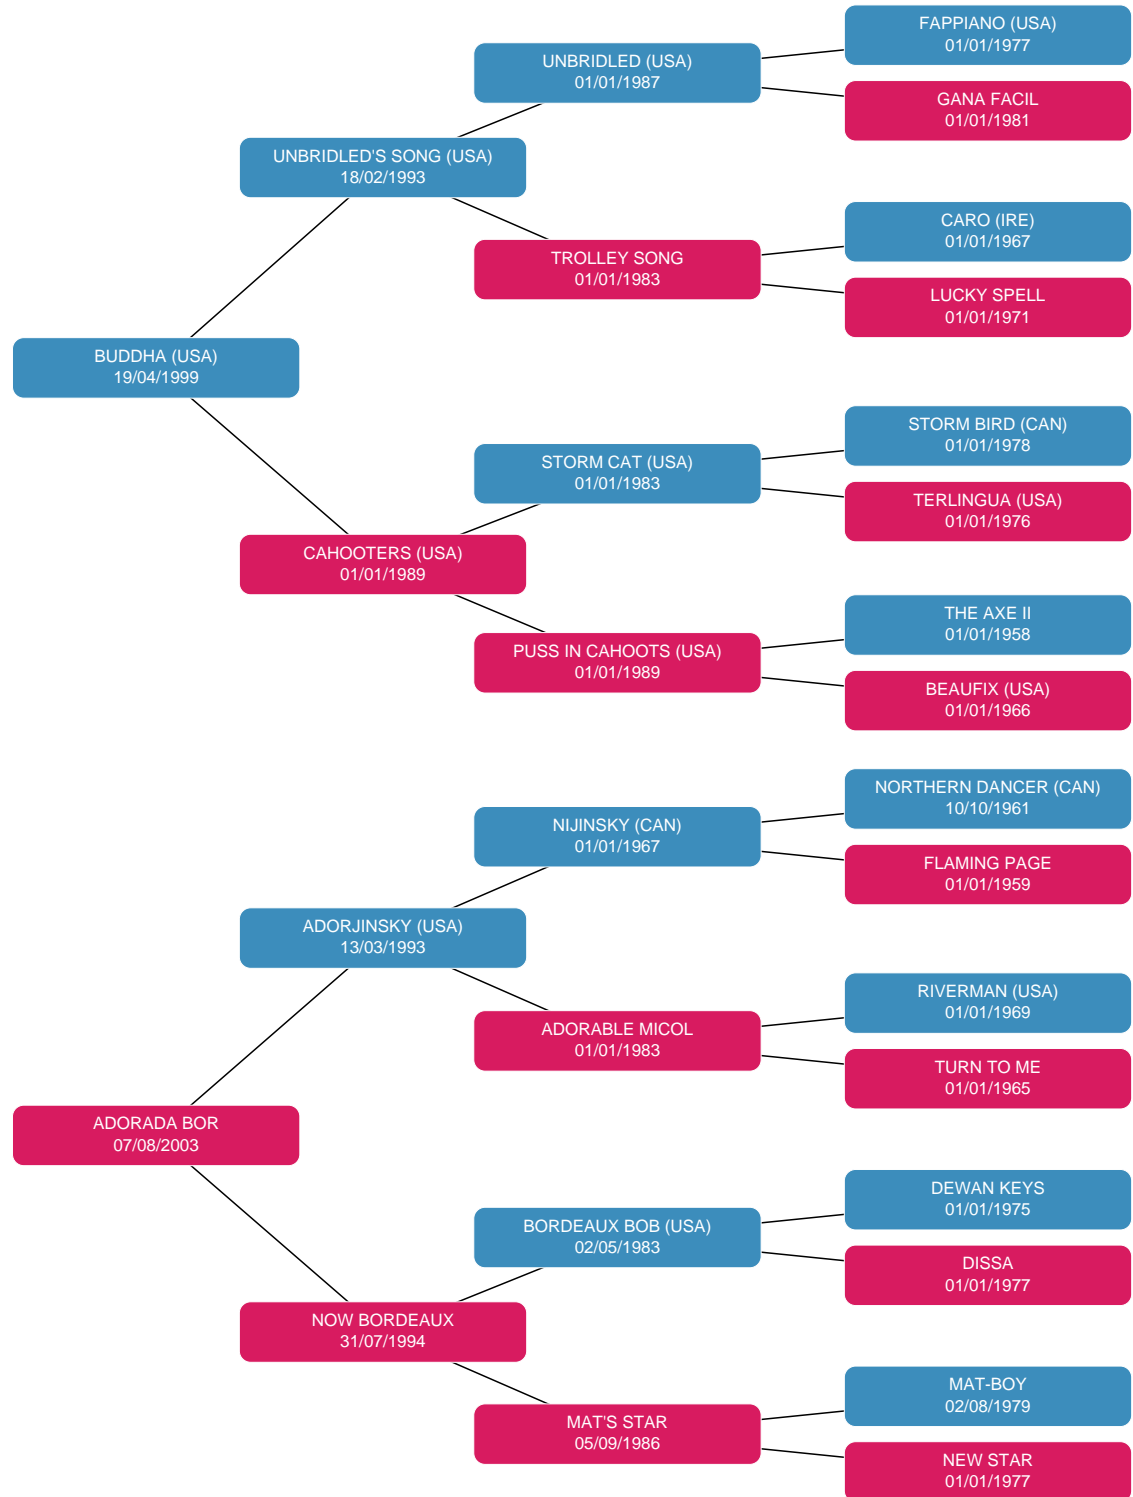 FAPPIANO (USA)
01/01/1977
UNBRIDLED (USA)
01/01/1987
GANA FACIL
01/01/1981
UNBRIDLED'S SONG (USA)
18/02/1993
CARO (IRE)
01/01/1967
TROLLEY SONG
01/01/1983
LUCKY SPELL
01/01/1971
BUDDHA (USA)
19/04/1999
STORM BIRD (CAN)
01/01/1978
STORM CAT (USA)
01/01/1983
TERLINGUA (USA)
01/01/1976
CAHOOTERS (USA)
01/01/1989
THE AXE II
01/01/1958
PUSS IN CAHOOTS (USA)
01/01/1989
BEAUFIX (USA)
01/01/1966
NORTHERN DANCER (CAN)
10/10/1961
NIJINSKY (CAN)
01/01/1967
FLAMING PAGE
01/01/1959
ADORJINSKY (USA)
13/03/1993
RIVERMAN (USA)
01/01/1969
ADORABLE MICOL
01/01/1983
TURN TO ME
01/01/1965
ADORADA BOR
07/08/2003
DEWAN KEYS
01/01/1975
BORDEAUX BOB (USA)
02/05/1983
DISSA
01/01/1977
NOW BORDEAUX
31/07/1994
MAT-BOY
02/08/1979
MAT'S STAR
05/09/1986
NEW STAR
01/01/1977